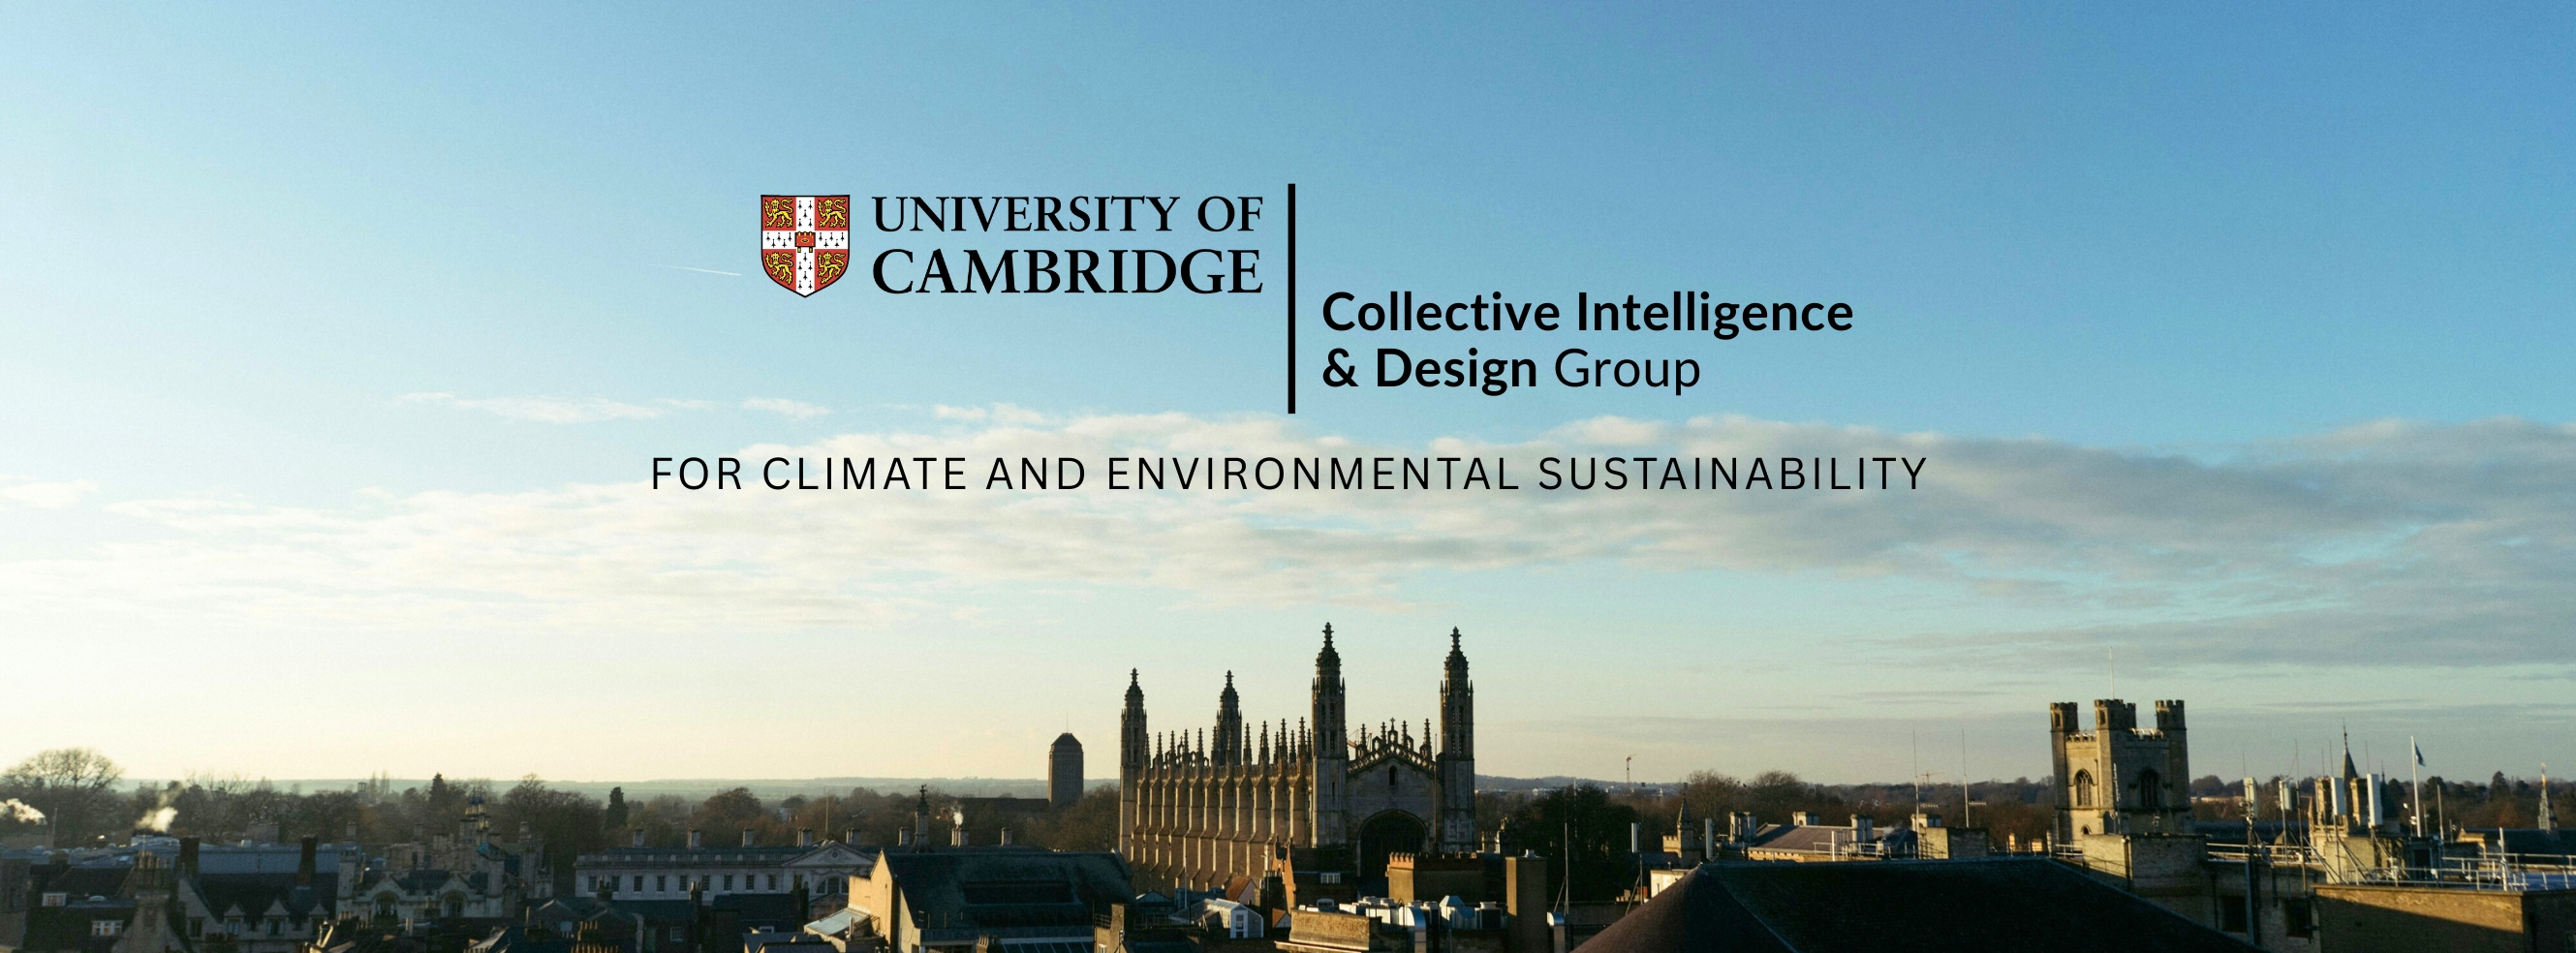 UNIVERSITY OF
CAMBRIDGE
Collective Intelligence
& Design Group
FOR CLIMATE AND ENVIRONMENTAL SUSTAINABILITY